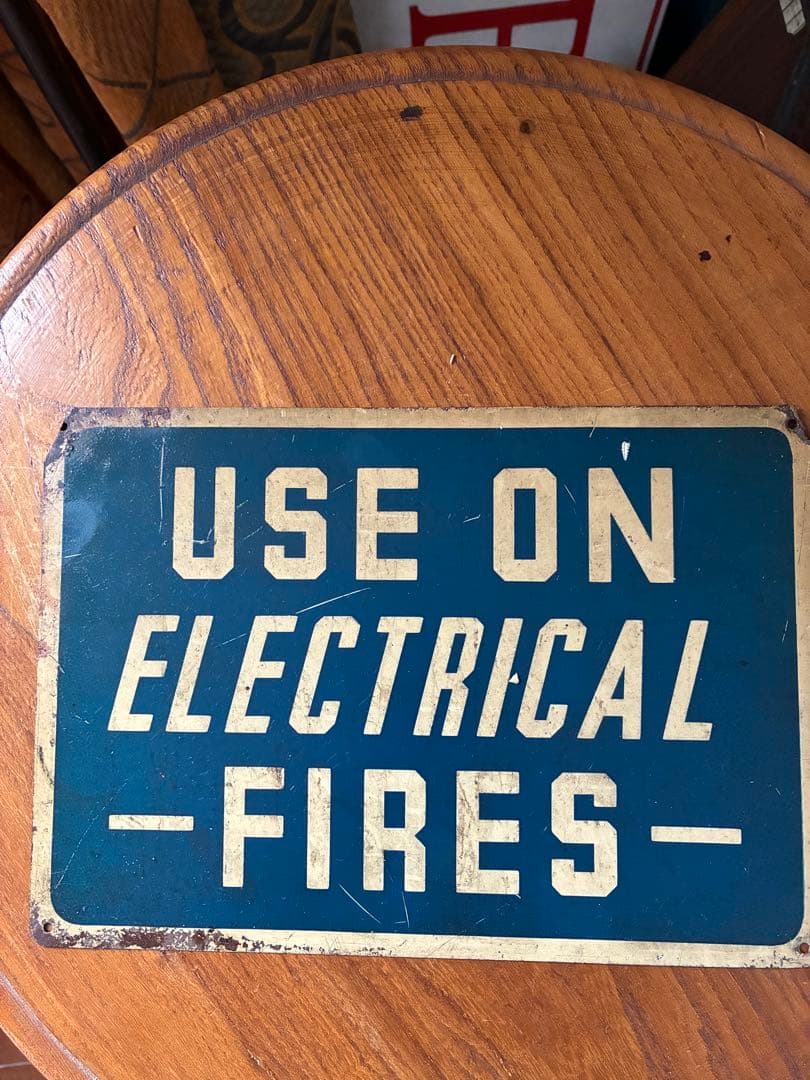 USE ON
ELECTRICAL
—FIRES—